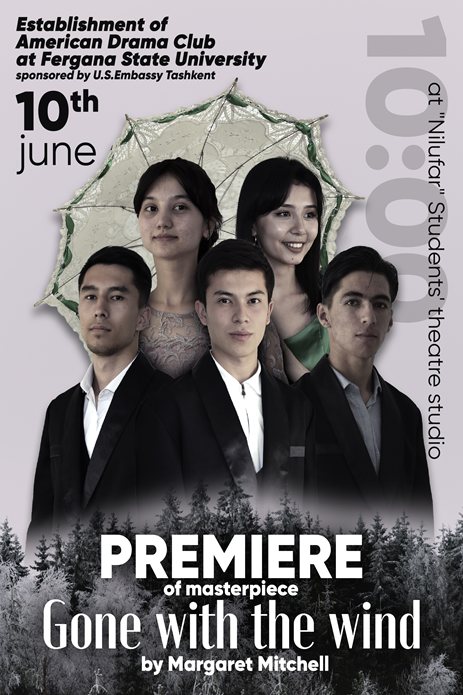 Establishment of
American Drama Club
at Fergana State University
sponsored by U.S.Embassy Tashkent
10th
june
10:00
at "Nilufar" Students' theatre studio
PREMIERE
of masterpiece
Gone with the wind
by Margaret Mitchell